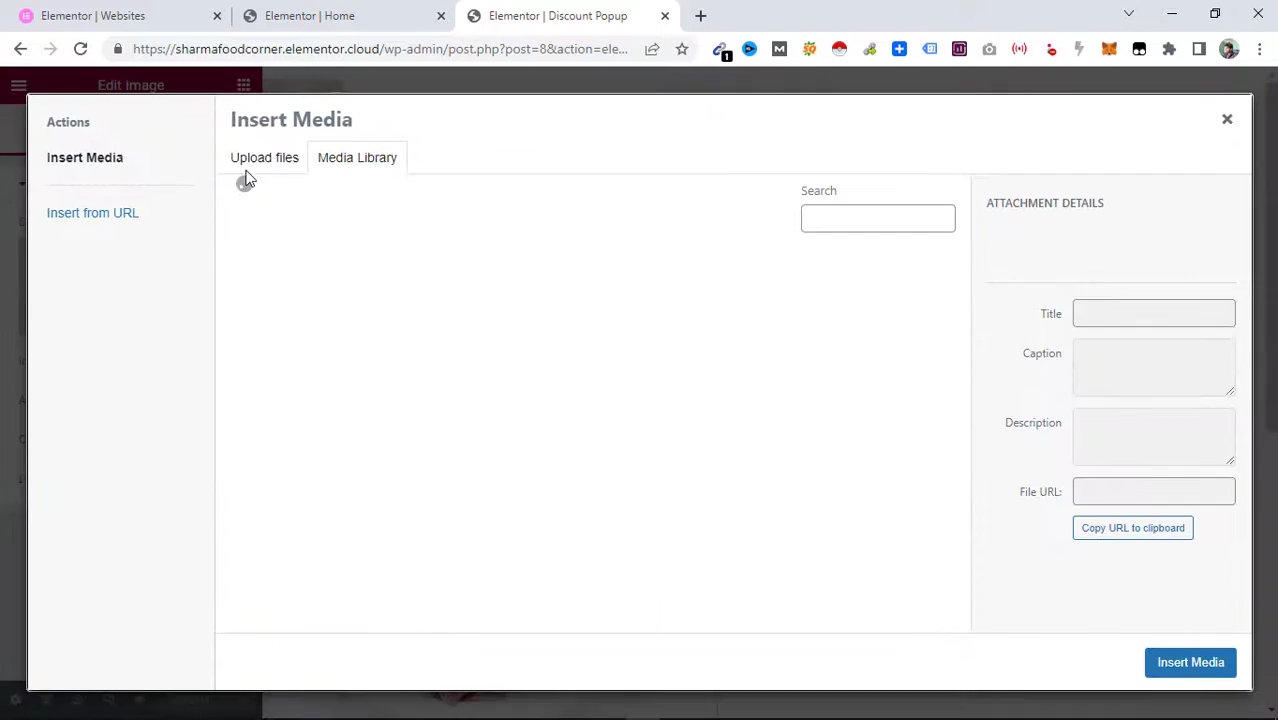 Elementor | Websites
Elementor | Home
Elementor | Discount Popup
https://sharmafoodcorner.elementor.cloud/wp-admin/post.php?post=8&action=ele...
1
Edit Image
Actions
Insert Media
Insert from URL
Insert Media
Upload files
Media Library
Search
ATTACHMENT DETAILS
Title
Caption
Description
File URL:
Copy URL to clipboard
Insert Media